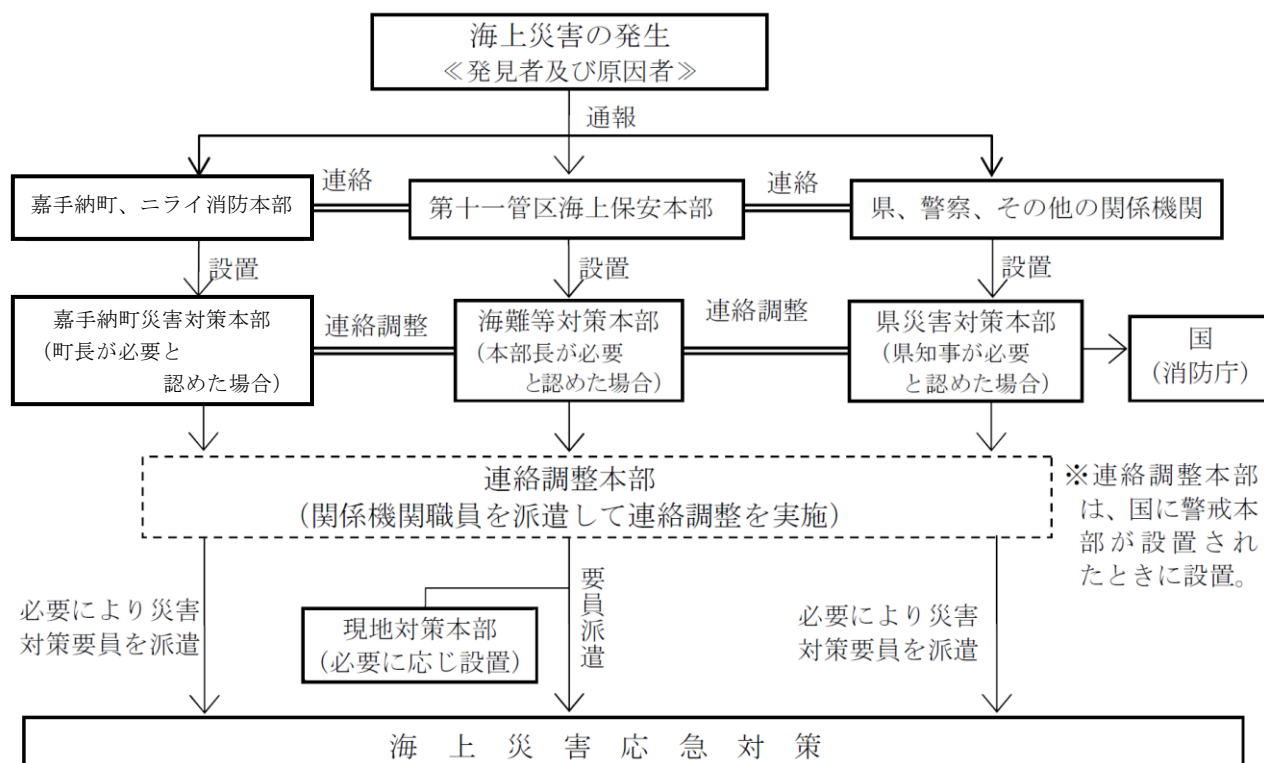 海上災害の発生
≪発見者及び原因者≫
通報
嘉手納町、ニライ消防本部
連絡
第十一管区海上保安本部
連絡
県、警察、その他の関係機関
設置
設置
設置
嘉手納町災害対策本部
(町長が必要と
認めた場合)
連絡調整
海難等対策本部
(本部長が必要
と認めた場合)
連絡調整
県災害対策本部
(県知事が必要
と認めた場合)
国
(消防庁)
連絡調整本部
(関係機関職員を派遣して連絡調整を実施)
※連絡調整本部
は、国に警戒本
部が設置され
たときに設置。
必要により災害
対策要員を派遣
現地対策本部
(必要に応じ設置)
要員派遣
必要により災害
対策要員を派遣
海上災害応急対策